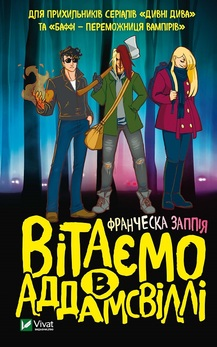 ДЛЯ ПРИХИЛЬНИКІВ СЕРІАЛІВ «ДИВНІ ДИВА»
ТА «БАФФІ – ПЕРЕМОЖНИЦЯ ВАМПІРІВ»
ФРАНЧЕСКА ЗАППІЯ
ВІТАЄМО
В
АДДАМСВІЛЛІ
Vivat